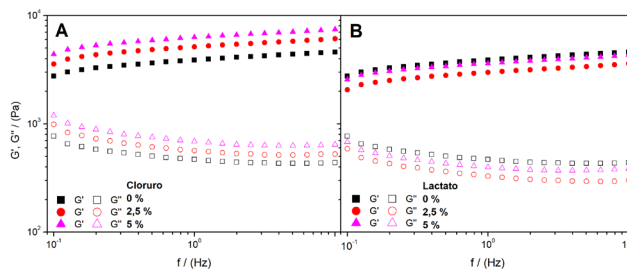 A
B
10⁴
10³
10²
G', G'' / (Pa)
Cloruro
G' G'' 0 %
G' G'' 2,5 %
G' G'' 5 %
Lactato
G' G'' 0 %
G' G'' 2,5 %
G' G'' 5 %
10⁻¹ 10⁰ 10⁻¹ 10⁰
f / (Hz) f / (Hz)